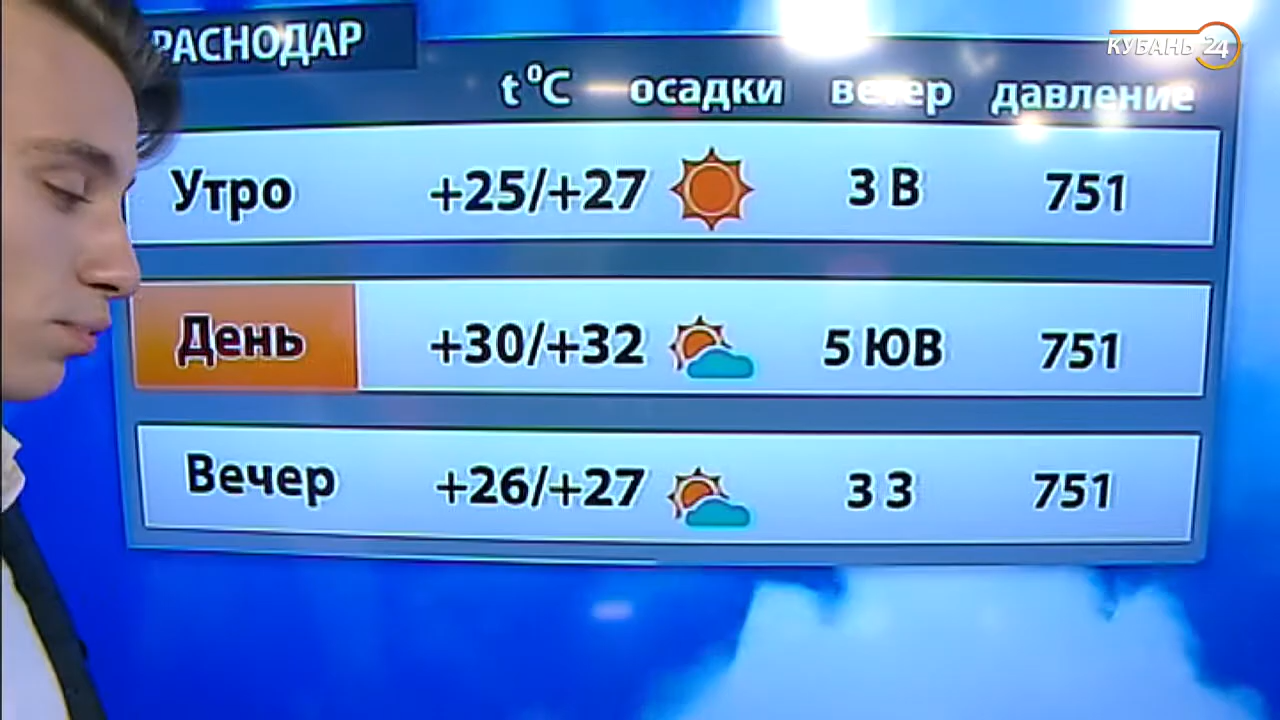 РАСНОДАР
КУБАНЬ 24
t°C осадки ветер давление
Утро +25/+27 3 В 751
День +30/+32 5 ЮВ 751
Вечер +26/+27 3 З 751